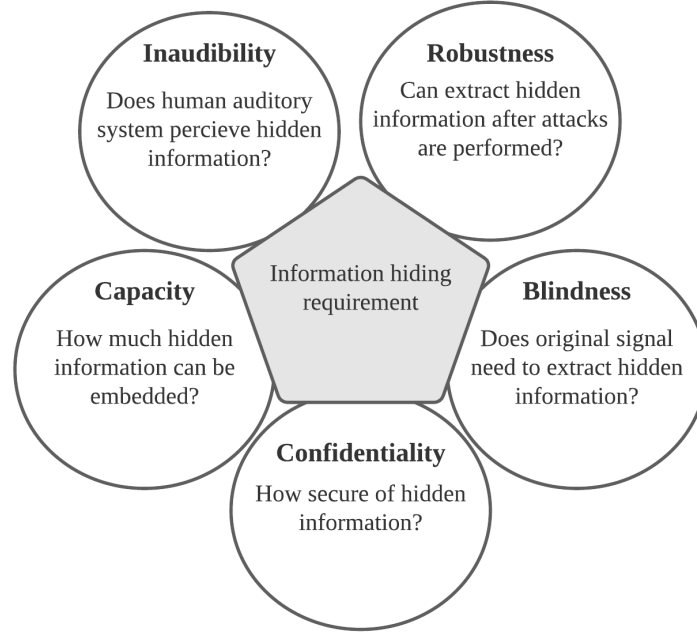 Inaudibility
Does human auditory
system percieve hidden
information?
Robustness
Can extract hidden
information after attacks
are performed?
Information hiding
requirement
Capacity
How much hidden
information can be
embedded?
Blindness
Does original signal
need to extract hidden
information?
Confidentiality
How secure of hidden
information?